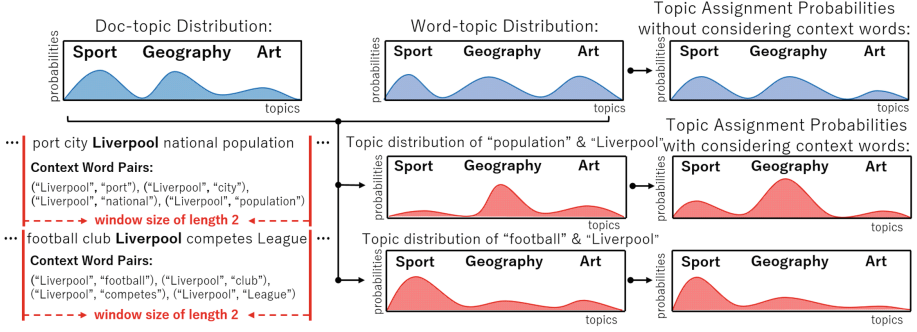 Doc-topic Distribution:
probabilities
Sport Geography Art
topics
Word-topic Distribution:
probabilities
Sport Geography Art
topics
Topic Assignment Probabilities
without considering context words:
probabilities
Sport Geography Art
topics
... port city Liverpool national population ...
Context Word Pairs:
("Liverpool", "port"), ("Liverpool", "city"),
("Liverpool", "national"), ("Liverpool", "population")
window size of length 2
Topic distribution of "population" & "Liverpool"
probabilities
Sport Geography Art
topics
Topic Assignment Probabilities
with considering context words:
probabilities
Sport Geography Art
topics
... football club Liverpool competes League ...
Context Word Pairs:
("Liverpool", "football"), ("Liverpool", "club"),
("Liverpool", "competes"), ("Liverpool", "League")
window size of length 2
Topic distribution of "football" & "Liverpool"
probabilities
Sport Geography Art
topics
probabilities
Sport Geography Art
topics